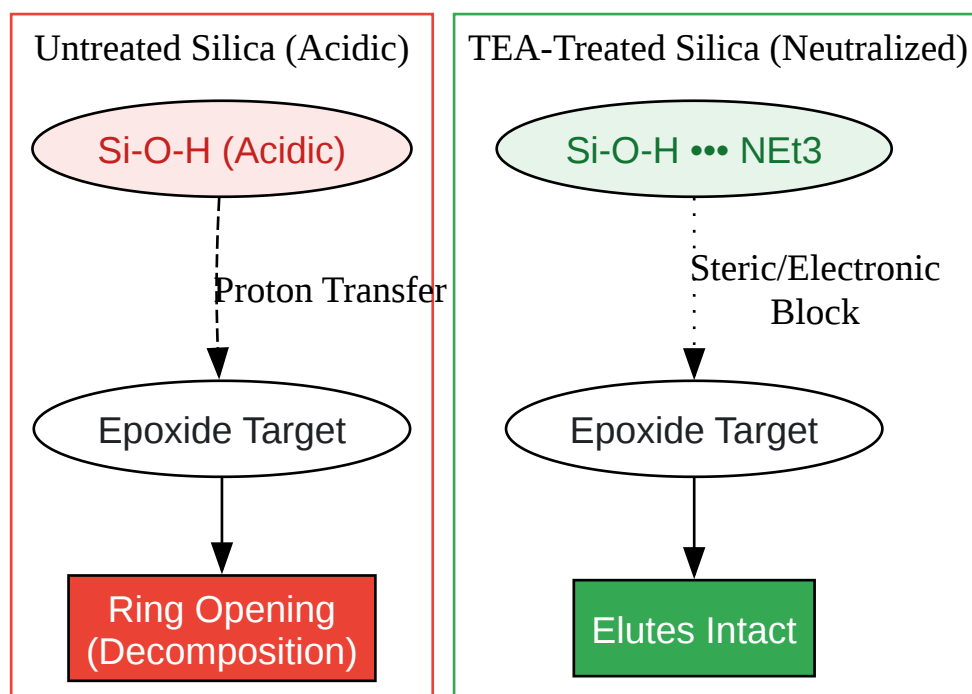 Untreated Silica (Acidic)
Si-O-H (Acidic)
Proton Transfer
Epoxide Target
Ring Opening
(Decomposition)
TEA-Treated Silica (Neutralized)
Si-O-H ••• NEt3
Steric/Electronic
Block
Epoxide Target
Elutes Intact